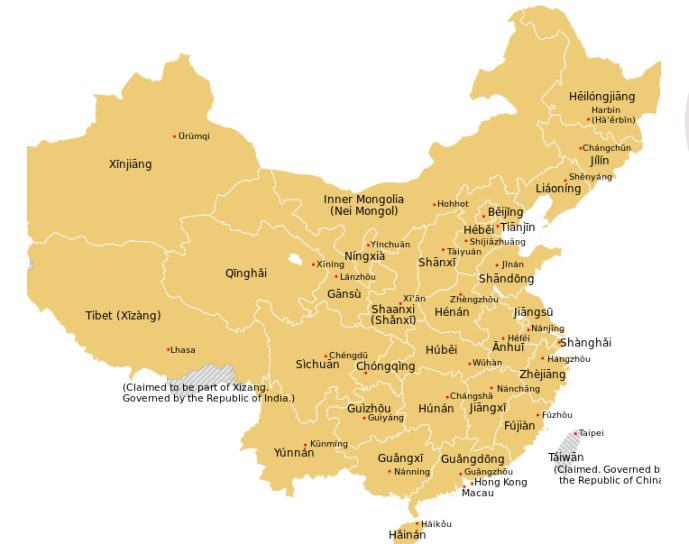 Hēilóngjiāng
Harbin
(Hā'ěrbīn)
Chángchūn
Jílín
Shěnyáng
Liáoníng
Ürümqi
Xīnjiāng
Inner Mongolia
(Nei Mongol)
Hohhot
Běijīng
Tiānjīn
Héběi
Shíjiāzhuāng
Yínchuān
Níngxià
Tàiyuán
Shānxī
Jǐnán
Shāndōng
Qīnghǎi
Xīníng
Lánzhōu
Gānsù
Xī'ān
Shaanxi
(Shǎnxī)
Zhèngzhōu
Hénán
Jiāngsū
Nánjīng
Tibet (Xīzàng)
Lhasa
Héféi
Ānhuī
Shànghǎi
Húběi
Wǔhàn
Hángzhōu
Zhèjiāng
Chéngdū
Sìchuān
Chóngqìng
(Claimed to be part of Xizang.
Governed by the Republic of India.)
Nánchāng
Chángshā
Húnán
Jiāngxī
Guìzhōu
Guìyáng
Fúzhōu
Fújiàn
Kūnmíng
Yúnnán
Taipei
Táiwān
(Claimed. Governed by
the Republic of China
Guǎngxī
Nánníng
Guǎngdōng
Guǎngzhōu
Hong Kong
Macau
Hǎikǒu
Hǎinán